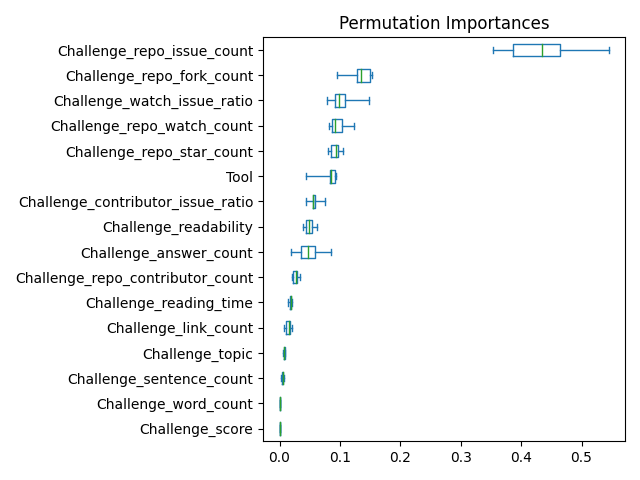 Permutation Importances
Challenge_repo_issue_count
Challenge_repo_fork_count
Challenge_watch_issue_ratio
Challenge_repo_watch_count
Challenge_repo_star_count
Tool
Challenge_contributor_issue_ratio
Challenge_readability
Challenge_answer_count
Challenge_repo_contributor_count
Challenge_reading_time
Challenge_link_count
Challenge_topic
Challenge_sentence_count
Challenge_word_count
Challenge_score
0.0 0.1 0.2 0.3 0.4 0.5